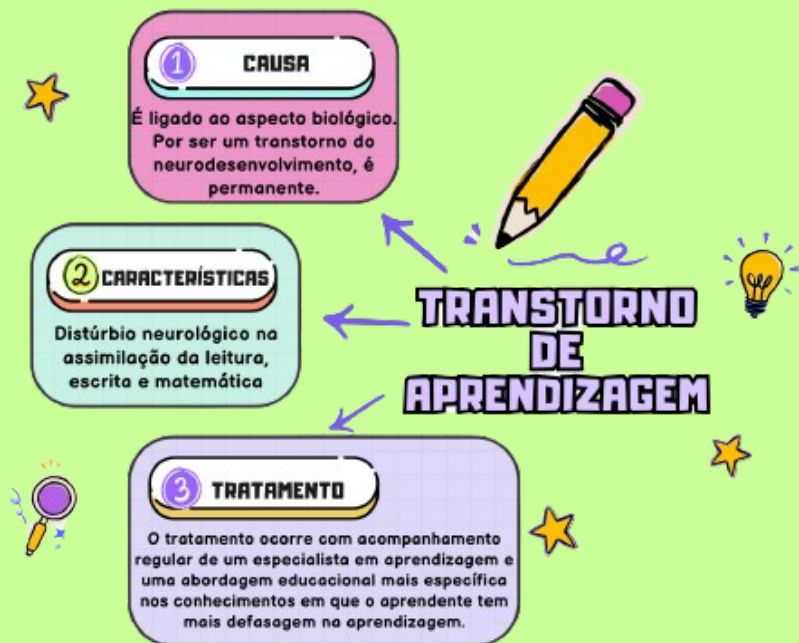 1 CAUSA
É ligado ao aspecto biológico.
Por ser um transtorno do
neurodesenvolvimento, é
permanente.
2 CARACTERÍSTICAS
Distúrbio neurológico na
assimilação da leitura,
escrita e matemática
TRANSTORNO
DE
APRENDIZAGEM
3 TRATAMENTO
O tratamento ocorre com acompanhamento
regular de um especialista em aprendizagem e
uma abordagem educacional mais específica
nos conhecimentos em que o aprendente tem
mais defasagem na aprendizagem.